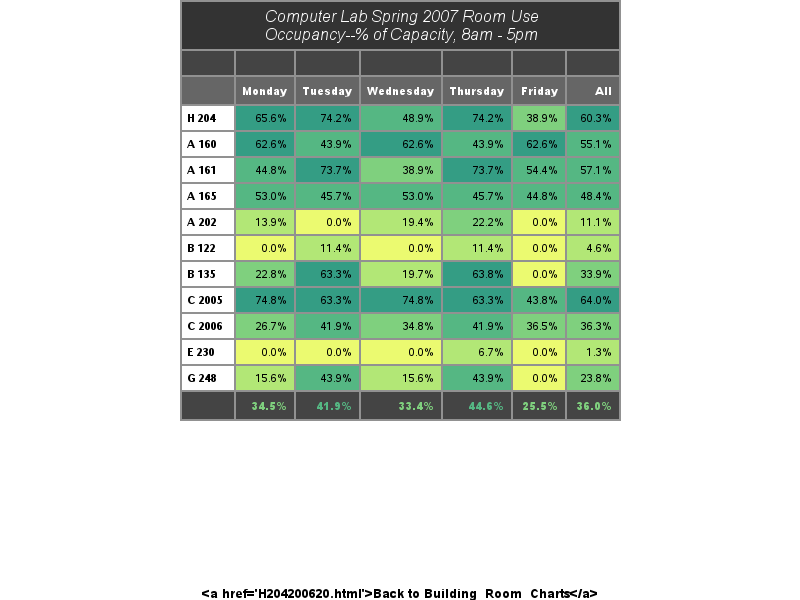 Computer Lab Spring 2007 Room Use
Occupancy--% of Capacity, 8am - 5pm
Monday Tuesday Wednesday Thursday Friday All
H 204 65.6% 74.2% 48.9% 74.2% 38.9% 60.3%
A 160 62.6% 43.9% 62.6% 43.9% 62.6% 55.1%
A 161 44.8% 73.7% 38.9% 73.7% 54.4% 57.1%
A 165 53.0% 45.7% 53.0% 45.7% 44.8% 48.4%
A 202 13.9% 0.0% 19.4% 22.2% 0.0% 11.1%
B 122 0.0% 11.4% 0.0% 11.4% 0.0% 4.6%
B 135 22.8% 63.3% 19.7% 63.8% 0.0% 33.9%
C 2005 74.8% 63.3% 74.8% 63.3% 43.8% 64.0%
C 2006 26.7% 41.9% 34.8% 41.9% 36.5% 36.3%
E 230 0.0% 0.0% 0.0% 6.7% 0.0% 1.3%
G 248 15.6% 43.9% 15.6% 43.9% 0.0% 23.8%
34.5% 41.9% 33.4% 44.6% 25.5% 36.0%
<a href='H204200620.html'>Back to Building_Room_Charts</a>